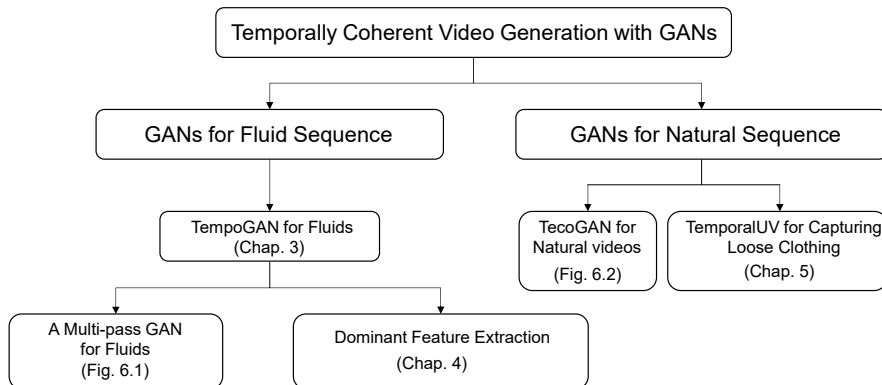 Temporally Coherent Video Generation with GANs
GANs for Fluid Sequence
GANs for Natural Sequence
TempoGAN for Fluids
(Chap. 3)
TecoGAN for
Natural videos
(Fig. 6.2)
TemporalUV for Capturing
Loose Clothing
(Chap. 5)
A Multi-pass GAN
for Fluids
(Fig. 6.1)
Dominant Feature Extraction
(Chap. 4)